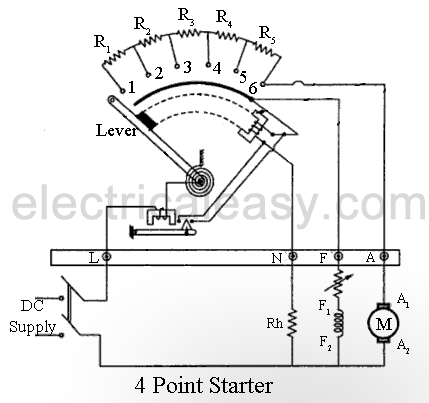 R1 R2 R3 R4 R5
1 2 3 4 5 6
Lever
electricaleasy.com
L N F A
DC
Supply
Rh
F1
F2
A1
M
A2
4 Point Starter